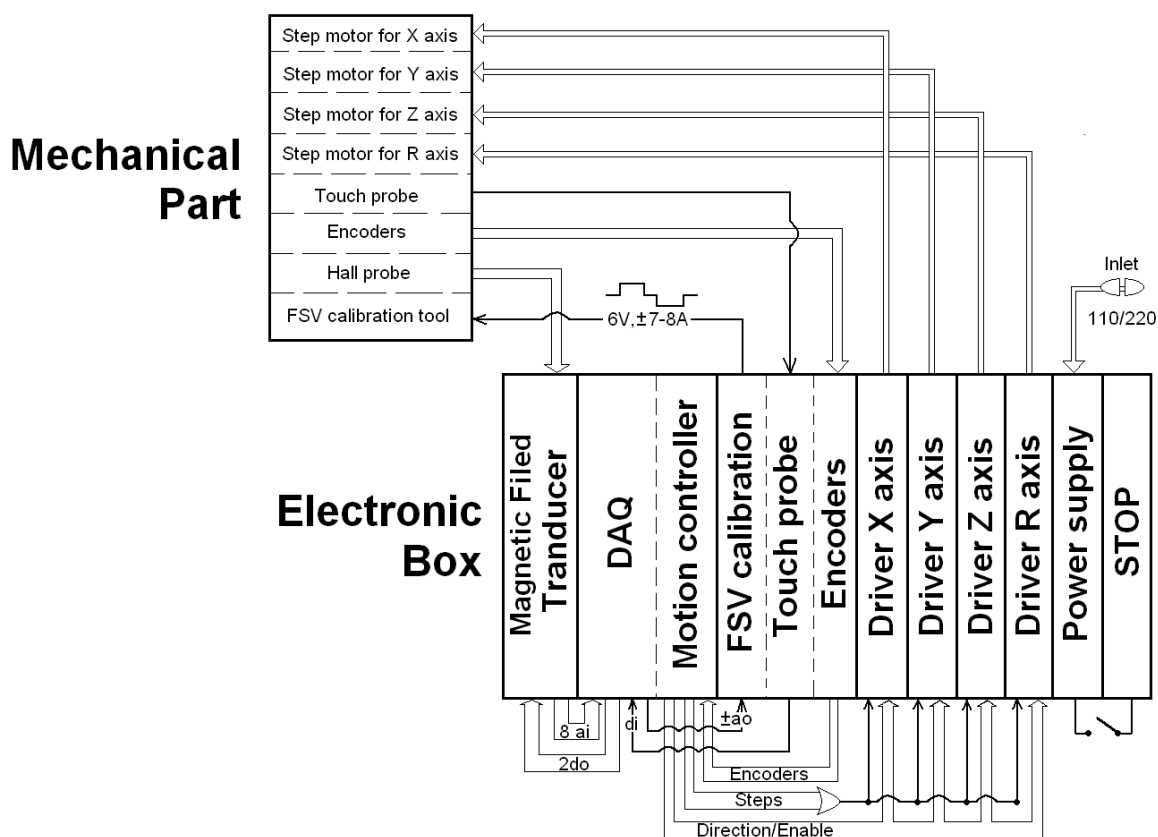 Step motor for X axis
Step motor for Y axis
Step motor for Z axis
Step motor for R axis
Touch probe
Encoders
Hall probe
FSV calibration tool
Mechanical
Part
6V,±7-8A
Inlet
110/220
Electronic
Box
Magnetic Filed
Tranducer
DAQ
Motion controller
FSV calibration
Touch probe
Encoders
Driver X axis
Driver Y axis
Driver Z axis
Driver R axis
Power supply
STOP
8 ai
2do
di
±ao
Encoders
Steps
Direction/Enable